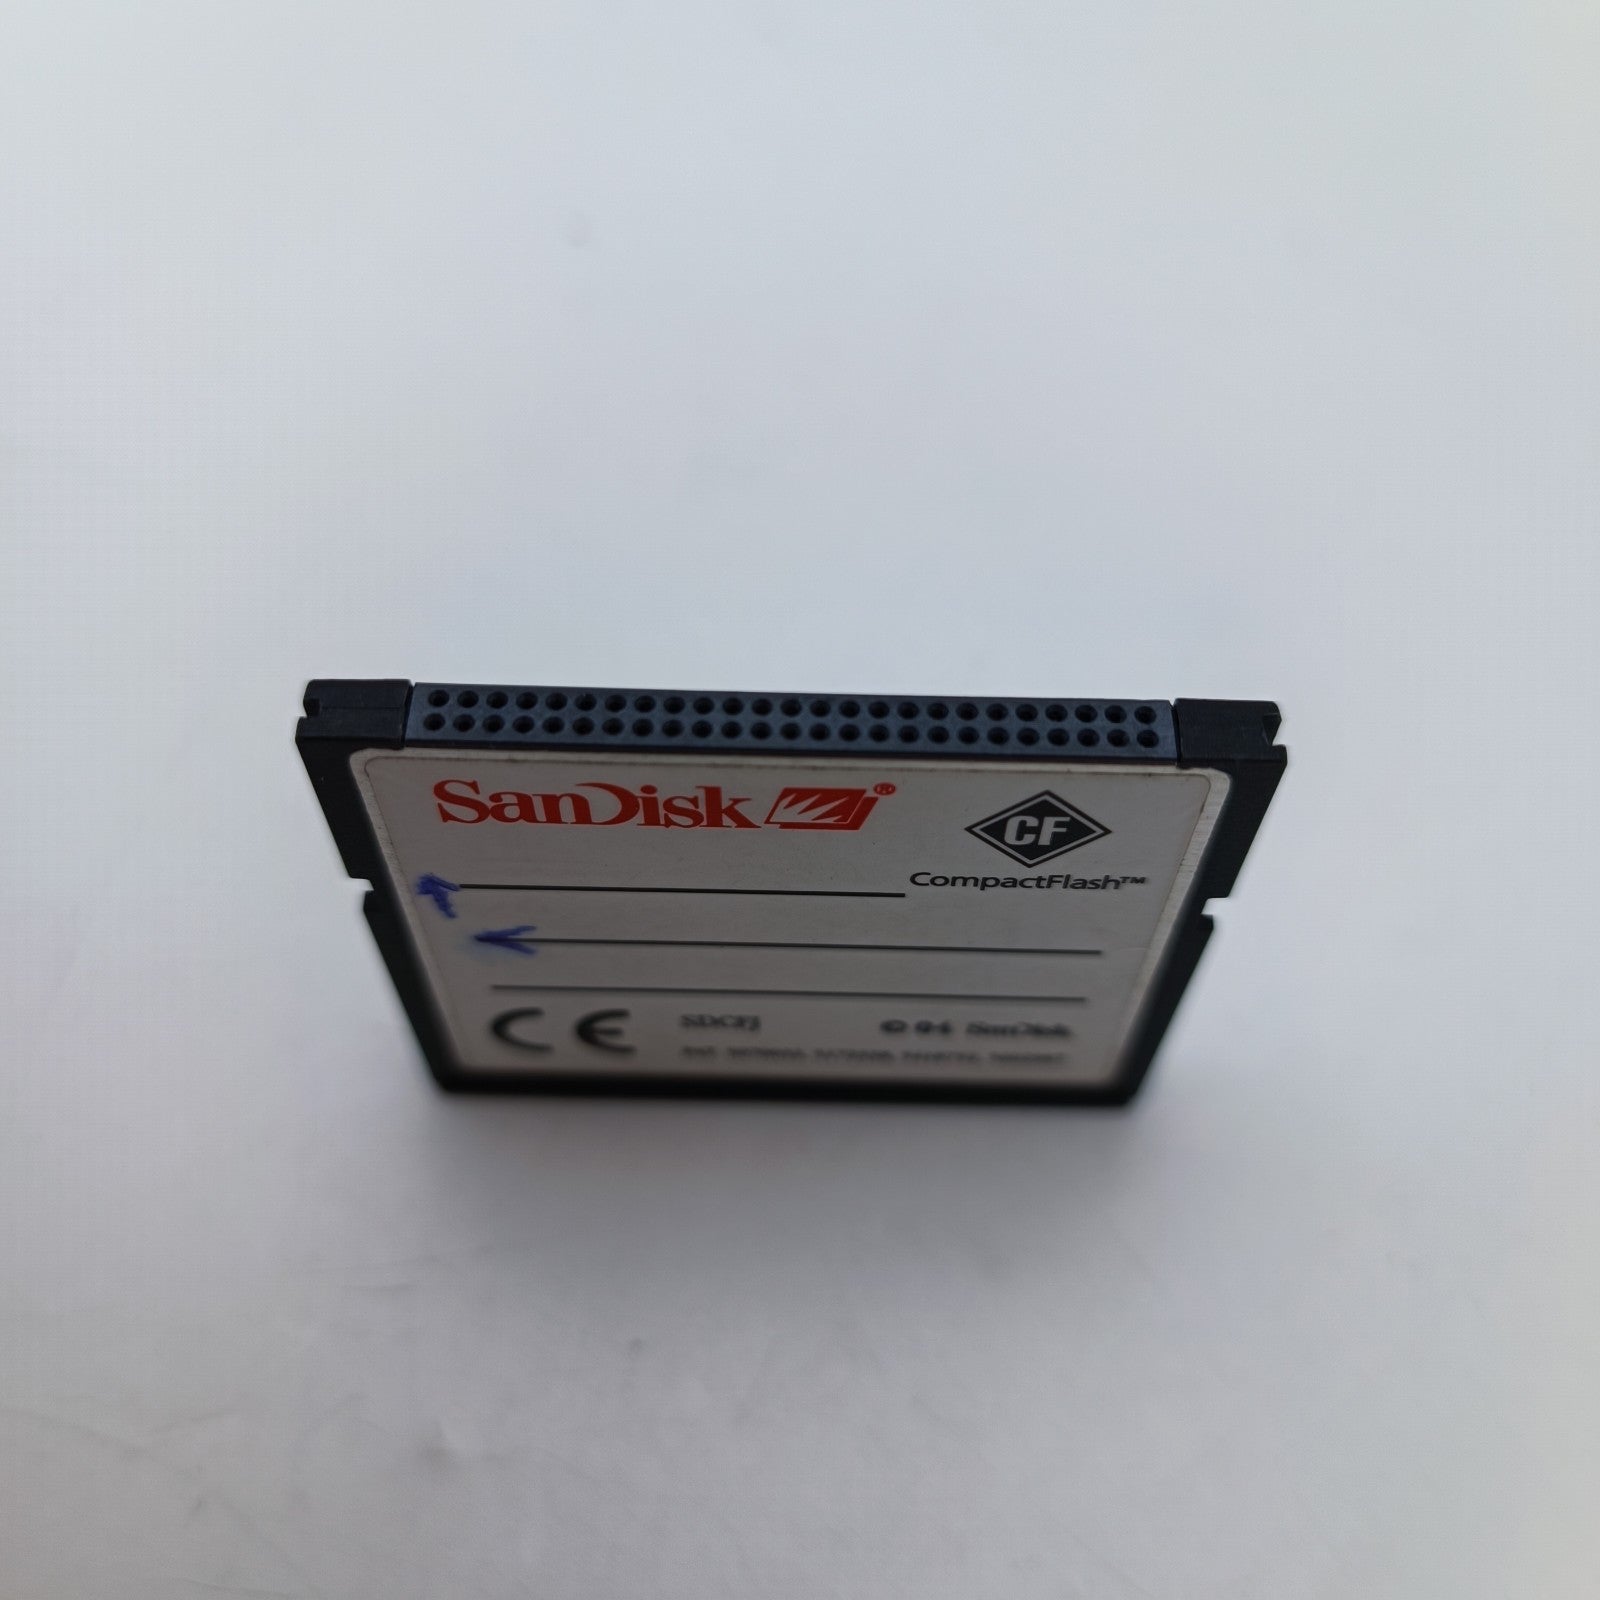 SanDisk ®
CF
CompactFlash™
CE SDCFJ © 04 SanDisk